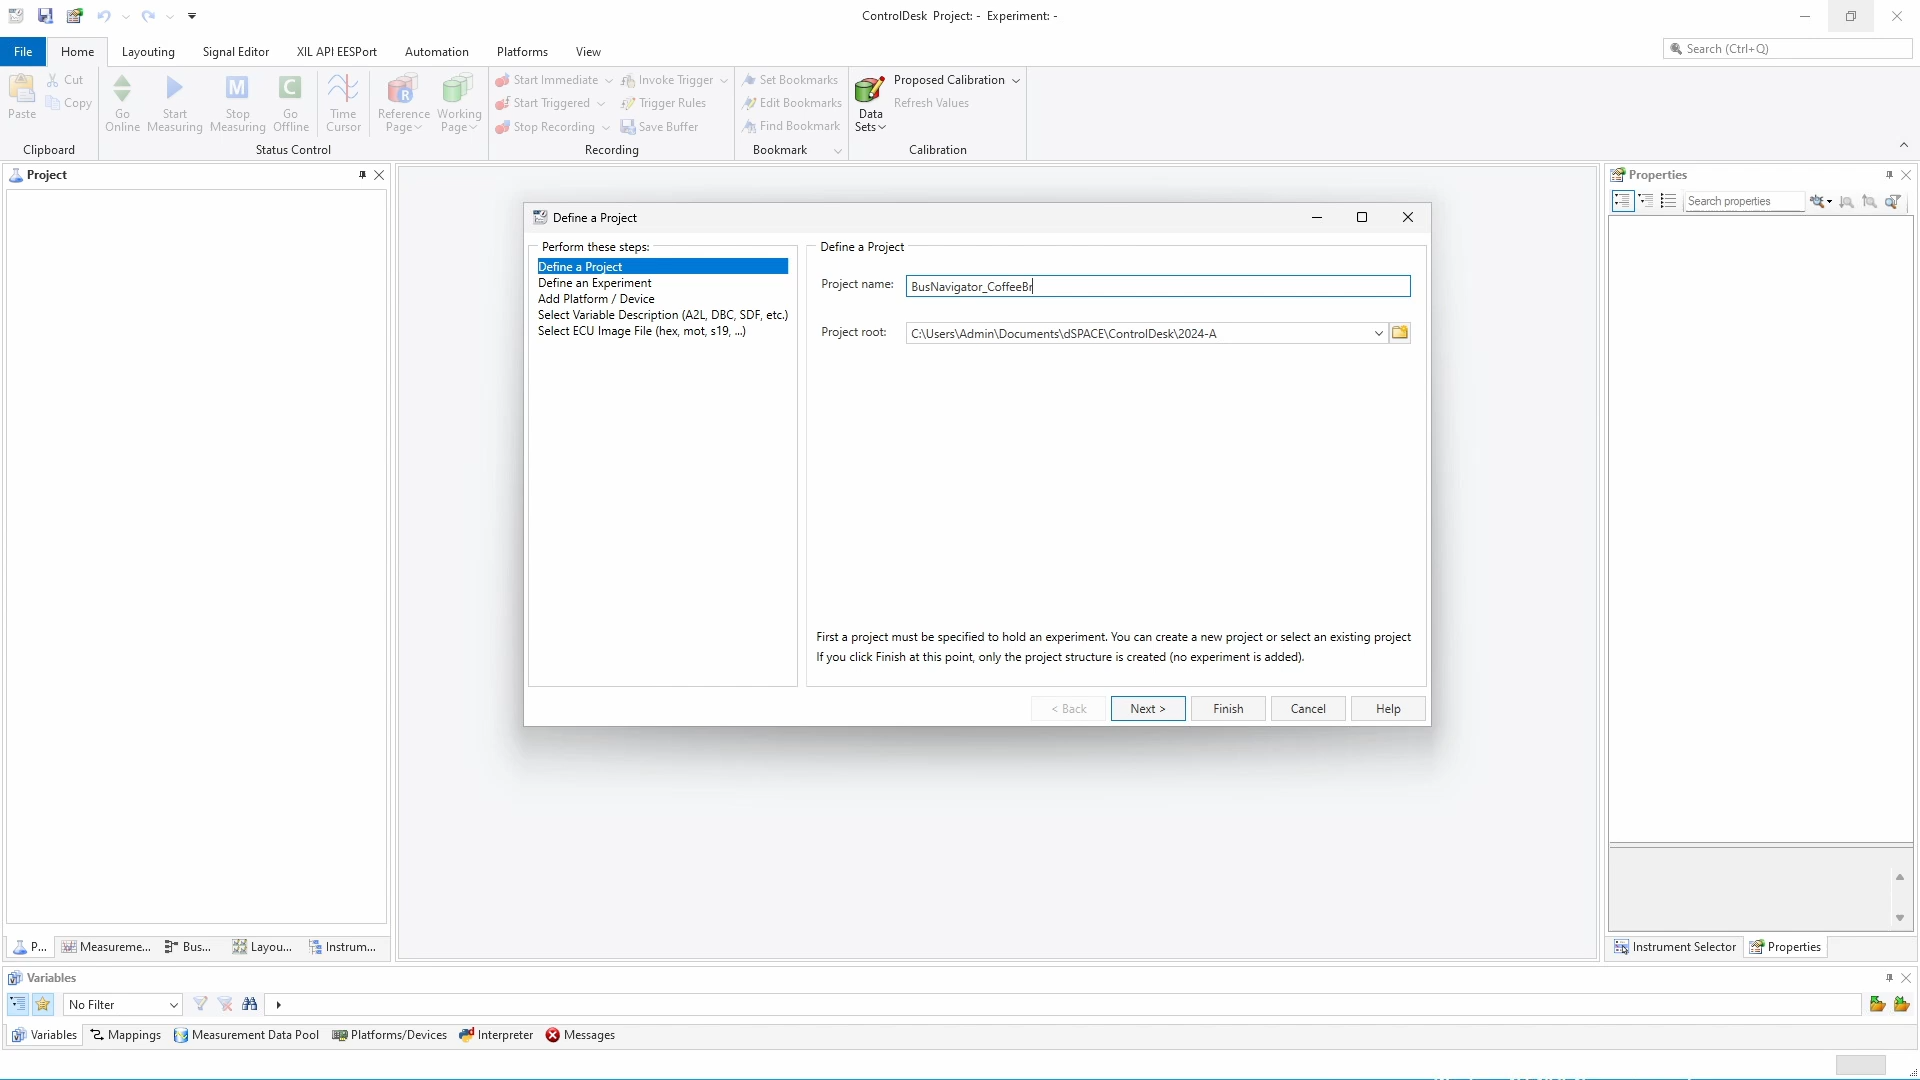 ControlDesk Project: - Experiment: -
File Home Layouting Signal Editor XIL API EESPort Automation Platforms View
Search (Ctrl+Q)
Paste Cut Copy
Clipboard
Go Online Start Measuring Stop Measuring Go Offline Time Cursor Reference Page Working Page
Status Control
Start Immediate Invoke Trigger
Start Triggered Trigger Rules
Stop Recording Save Buffer
Recording
Set Bookmarks
Edit Bookmarks
Find Bookmark
Bookmark
Data Sets
Proposed Calibration
Refresh Values
Calibration
Project
Properties
Search properties
Define a Project
Perform these steps:
Define a Project
Define an Experiment
Add Platform / Device
Select Variable Description (A2L, DBC, SDF, etc.)
Select ECU Image File (hex, mot, s19, ...)
Define a Project
Project name: BusNavigator_CoffeeBr
Project root: C:\Users\Admin\Documents\dSPACE\ControlDesk\2024-A
First a project must be specified to hold an experiment. You can create a new project or select an existing project
If you click Finish at this point, only the project structure is created (no experiment is added).
< Back Next > Finish Cancel Help
P... Measureme... Bus... Layou... Instrum...
Instrument Selector Properties
Variables
No Filter
Variables Mappings Measurement Data Pool Platforms/Devices Interpreter Messages